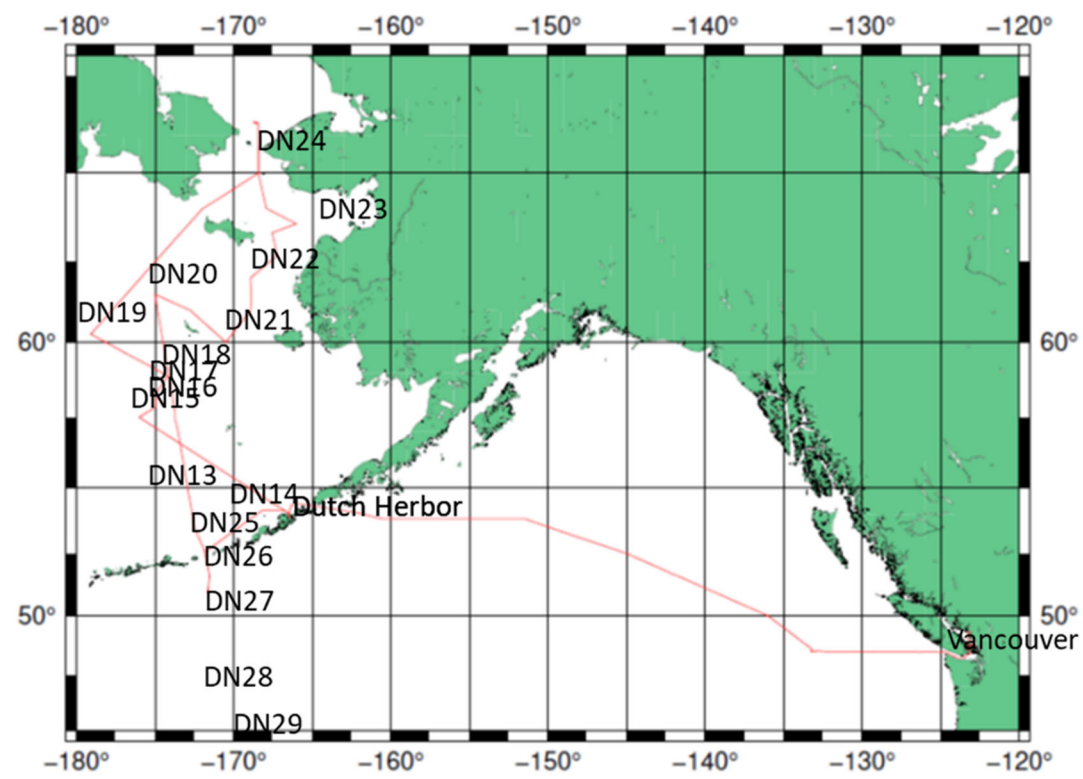 −180° −170° −160° −150° −140° −130° −120°
DN24
DN23
DN22
DN20
DN19
DN21
60° 60°
DN18
DN17
DN16
DN15
DN13
DN14
Dutch Herbor
DN25
DN26
DN27
50° 50°
Vancouver
DN28
DN29
−180° −170° −160° −150° −140° −130° −120°